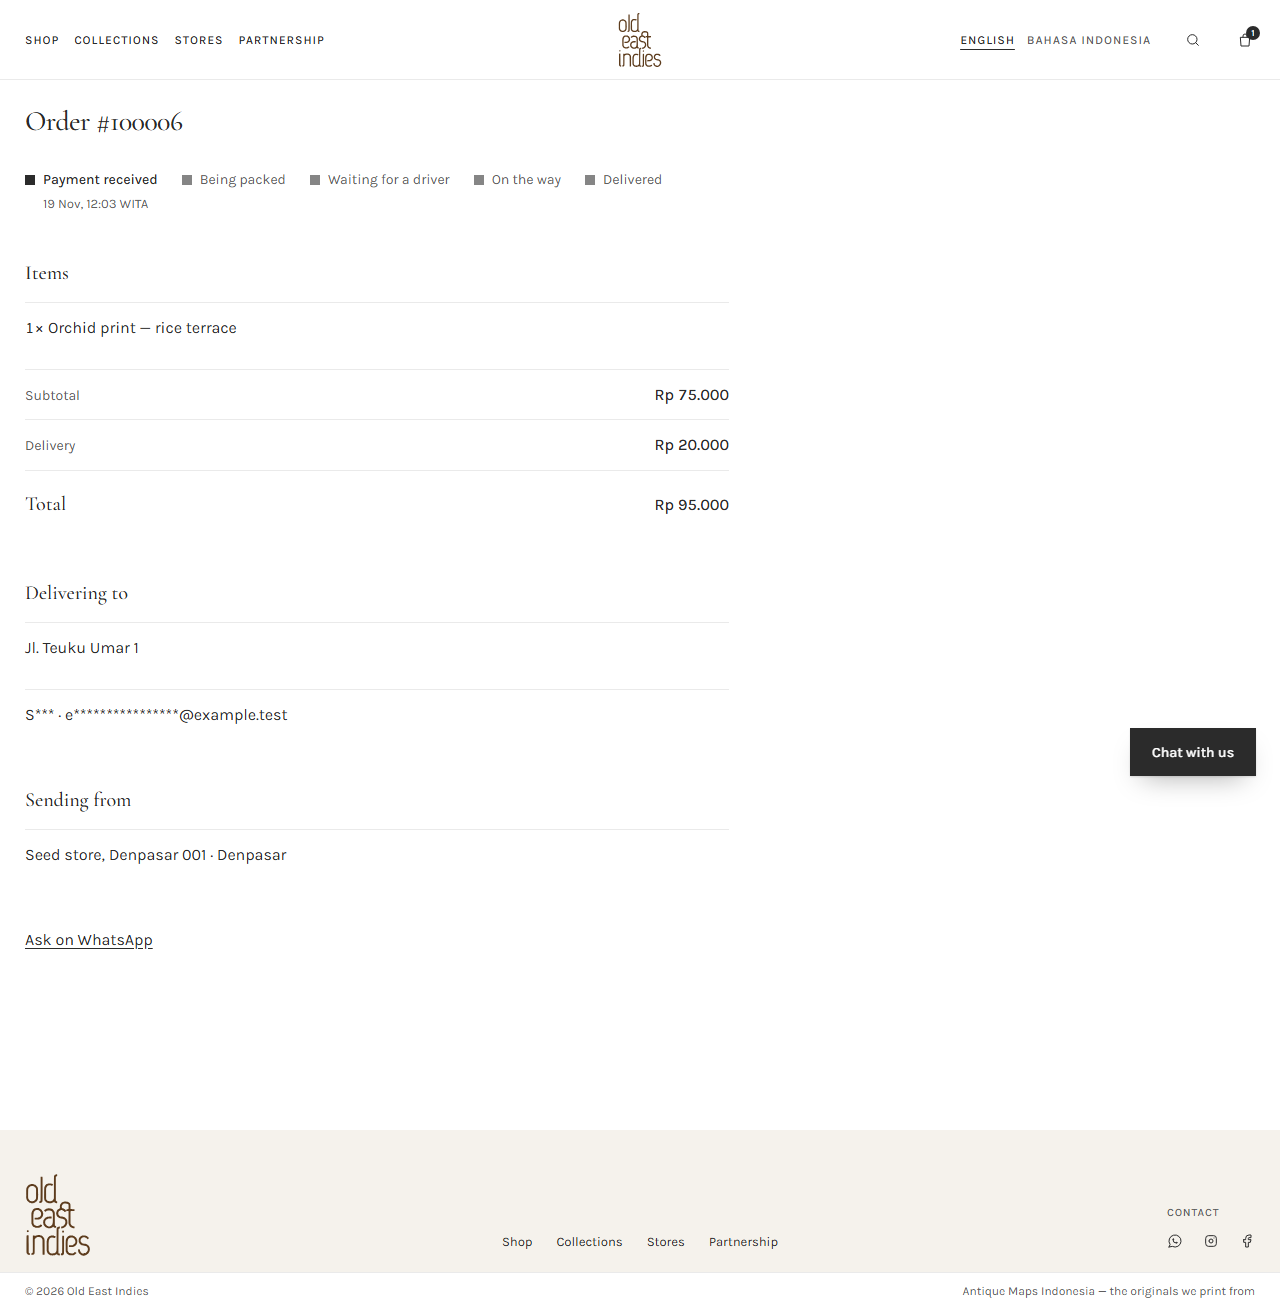 SHOP COLLECTIONS STORES PARTNERSHIP
old
east
indies
ENGLISH BAHASA INDONESIA
1
Order #100006
Payment received
19 Nov, 12:03 WITA
Being packed
Waiting for a driver
On the way
Delivered
Items
1× Orchid print — rice terrace
Subtotal Rp 75.000
Delivery Rp 20.000
Total Rp 95.000
Delivering to
Jl. Teuku Umar 1
S*** · e****************@example.test
Chat with us
Sending from
Seed store, Denpasar 001 · Denpasar
Ask on WhatsApp
old
east
indies
Shop Collections Stores Partnership
CONTACT
© 2026 Old East Indies
Antique Maps Indonesia — the originals we print from